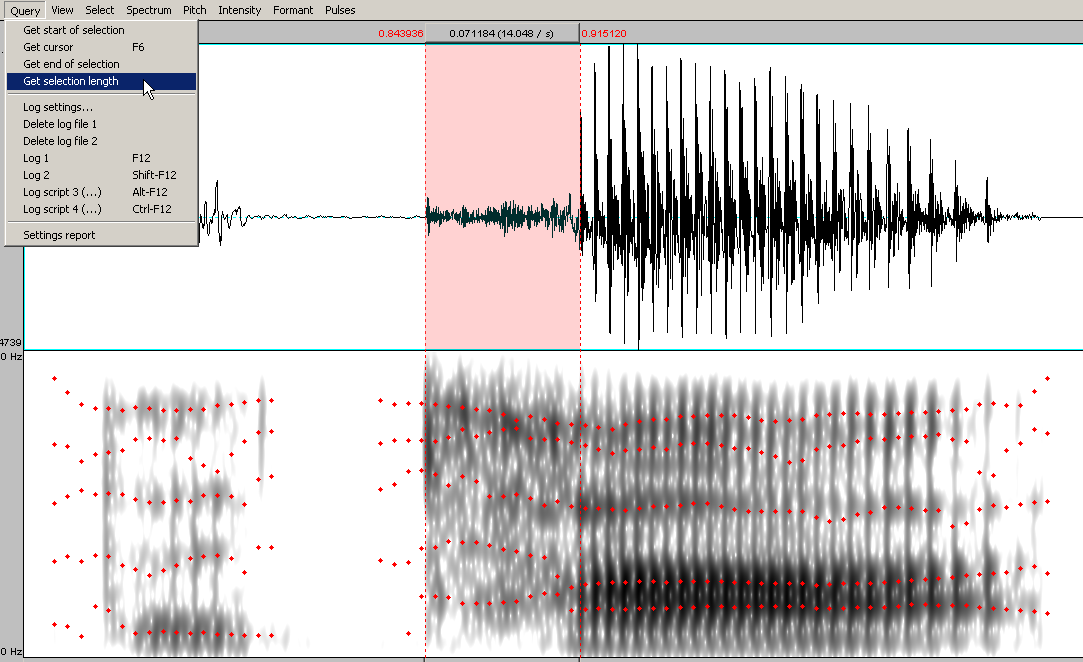 Query View Select Spectrum Pitch Intensity Formant Pulses
Get start of selection
Get cursor F6
Get end of selection
Get selection length
Log settings...
Delete log file 1
Delete log file 2
Log 1 F12
Log 2 Shift-F12
Log script 3 (...) Alt-F12
Log script 4 (...) Ctrl-F12
Settings report
0.843936 0.071184 (14.048 / s) 0.915120
4739
0 Hz
0 Hz